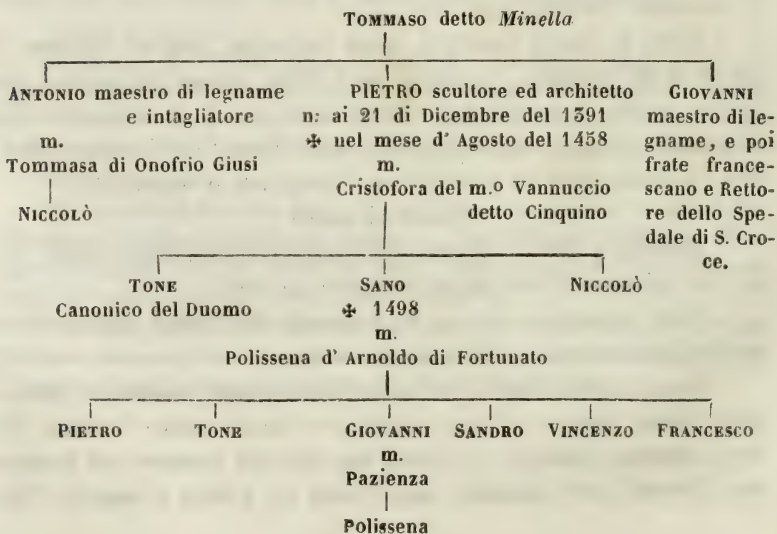 TOMMASO detto Minella
ANTONIO maestro di legname
e intagliatore
m.
Tommasa di Onofrio Giusi
NICCOLÒ
PIETRO scultore ed architetto
n: ai 21 di Dicembre del 1391
✠ nel mese d' Agosto del 1458
m.
Cristofora del m.o Vannuccio
detto Cinquino
GIOVANNI
maestro di le-
gname, e poi
frate france-
scano e Retto-
re dello Spe-
dale di S. Cro-
ce.
TONE
Canonico del Duomo
SANO
✠ 1498
m.
Polissena d' Arnoldo di Fortunato
NICCOLÒ
PIETRO TONE GIOVANNI SANDRO VINCENZO FRANCESCO
m.
Pazienza
Polissena